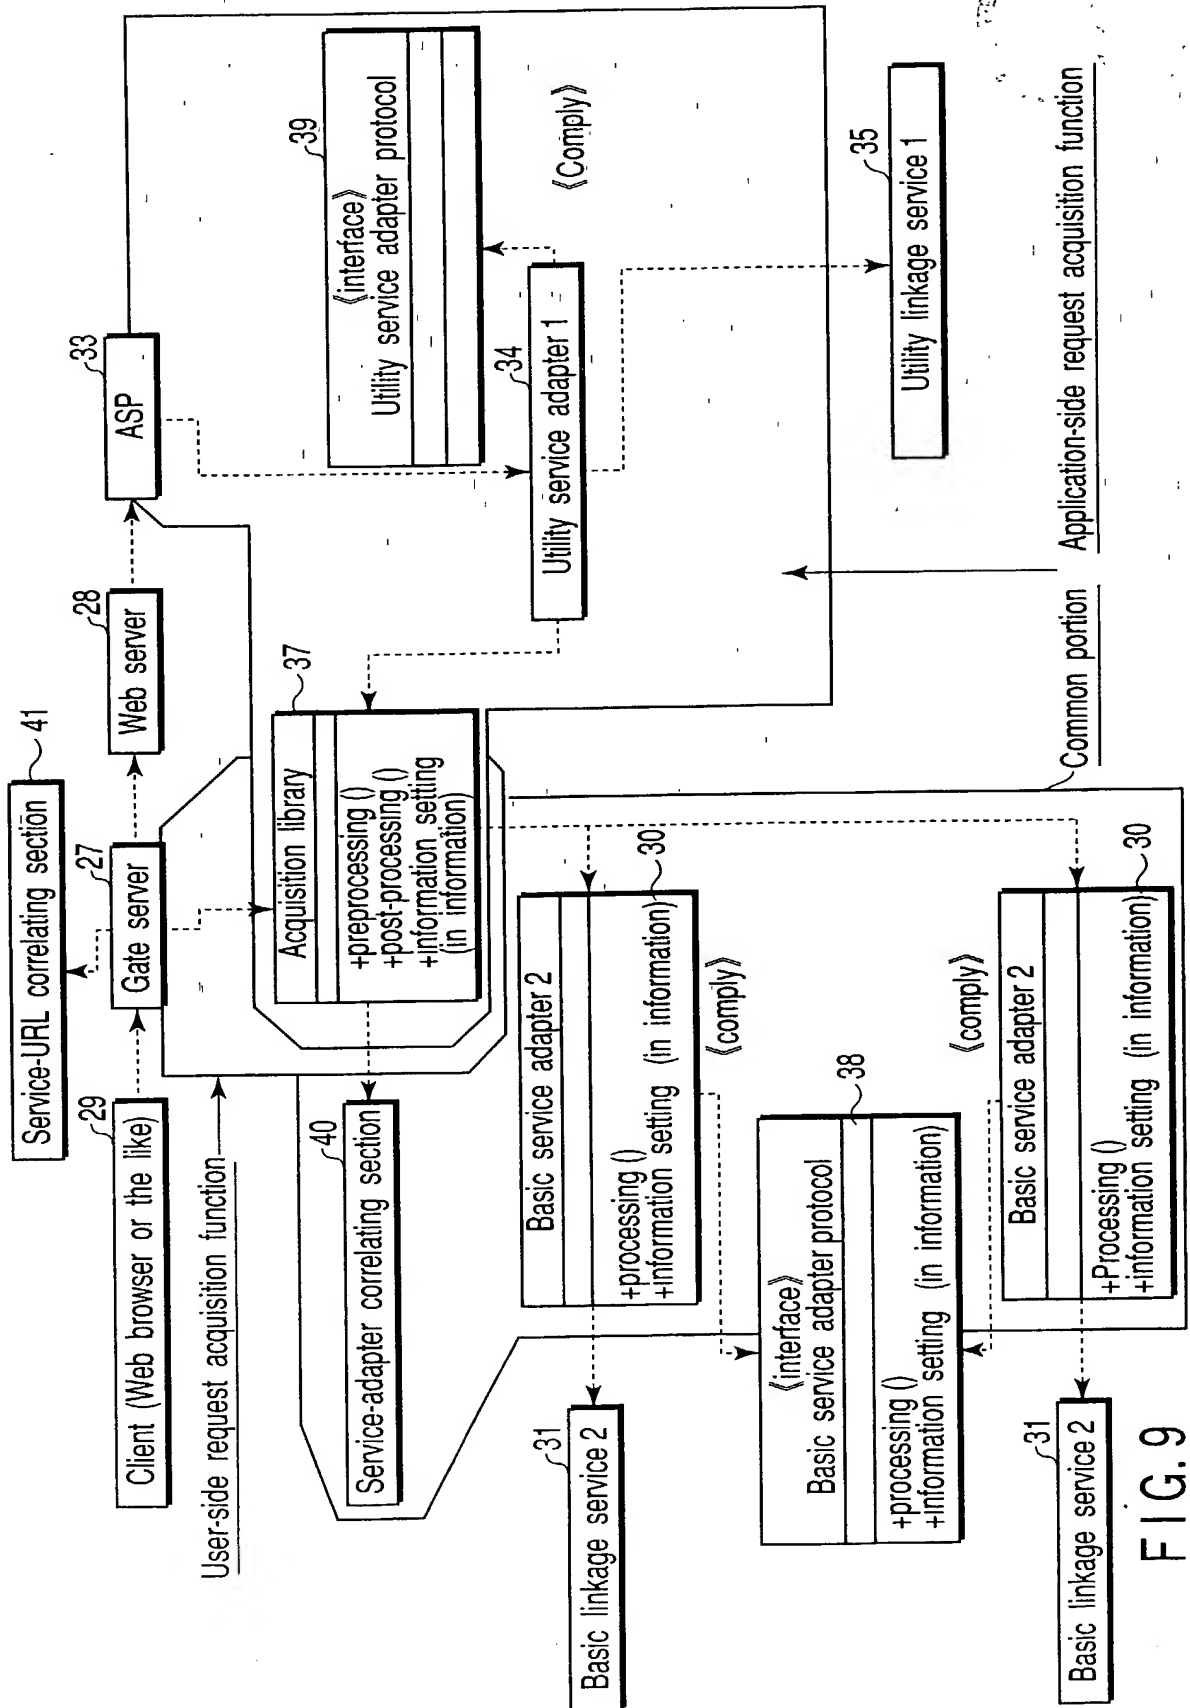 Service-URL correlating section
41
Client (Web browser or the like)
29
Gate server
27
Web server
28
ASP
33
User-side request acquisition function
Service-adapter correlating section
40
Acquisition library
37
+preprocessing ()
+post-processing ()
+information setting
(in information)
《interface》
Utility service adapter protocol
39
Utility service adapter 1
34
《Comply》
Basic linkage service 2
31
Basic service adapter 2
30
+processing ()
+information setting (in information)
《comply》
《interface》
Basic service adapter protocol
38
+processing ()
+information setting (in information)
《comply》
Utility linkage service 1
35
Basic linkage service 2
31
Basic service adapter 2
30
+Processing ()
+information setting (in information)
Common portion
Application-side request acquisition function
FIG. 9